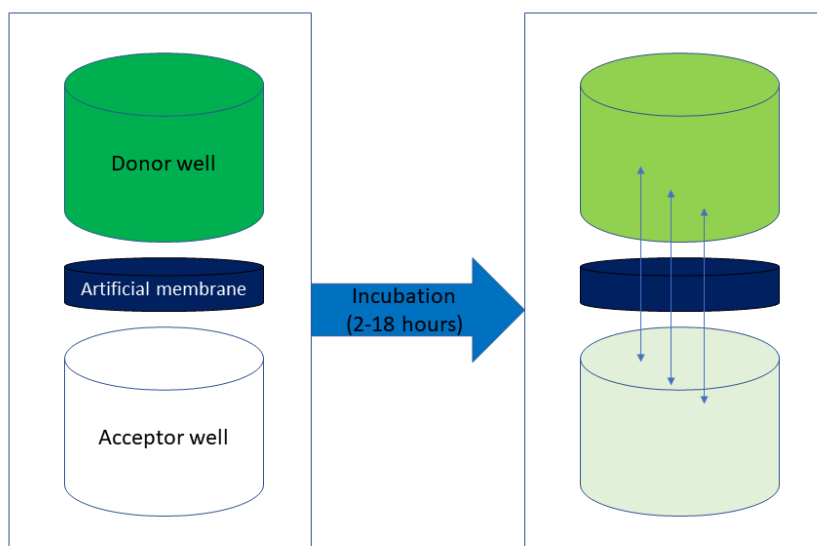 Donor well
Artificial membrane
Acceptor well
Incubation
(2-18 hours)